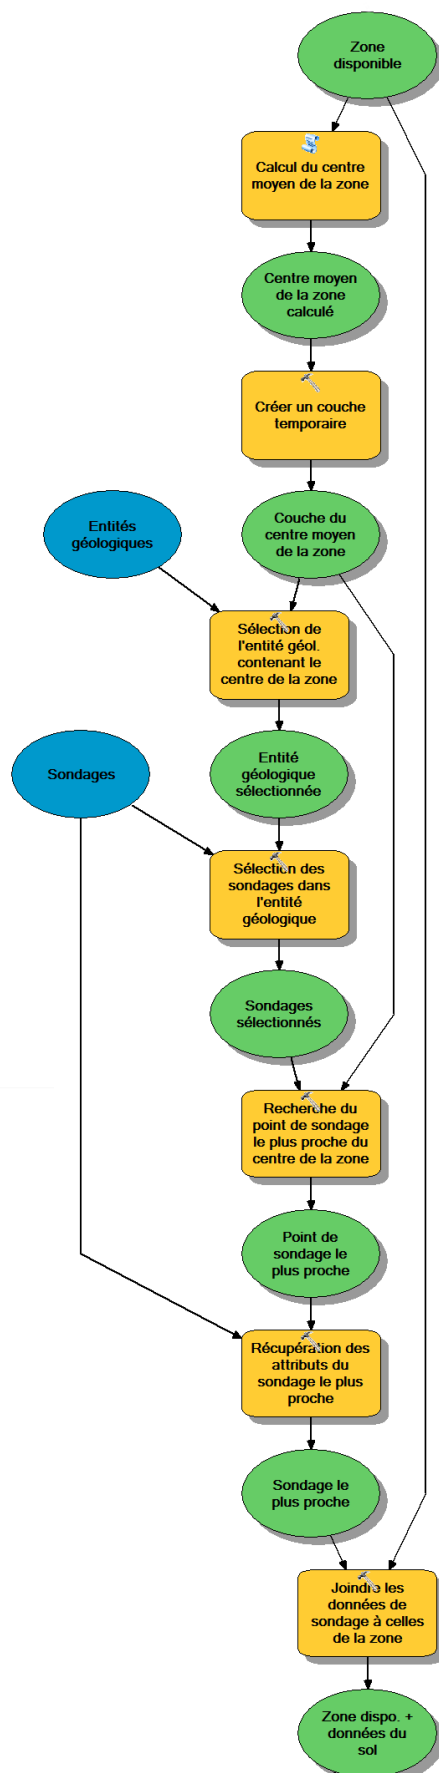 Zone
disponible
Calcul du centre
moyen de la zone
Centre moyen
de la zone
calculé
Créer un couche
temporaire
Entités
géologiques
Couche du
centre moyen
de la zone
Sélection de
l'entité géol.
contenant le
centre de la zone
Sondages
Entité
géologique
sélectionnée
Sélection des
sondages dans
l'entité
géologique
Sondages
sélectionnés
Recherche du
point de sondage
le plus proche du
centre de la zone
Point de
sondage le
plus proche
Récupération des
attributs du
sondage le plus
proche
Sondage le
plus proche
Joindre les
données de
sondage à celles
de la zone
Zone dispo. +
données du
sol